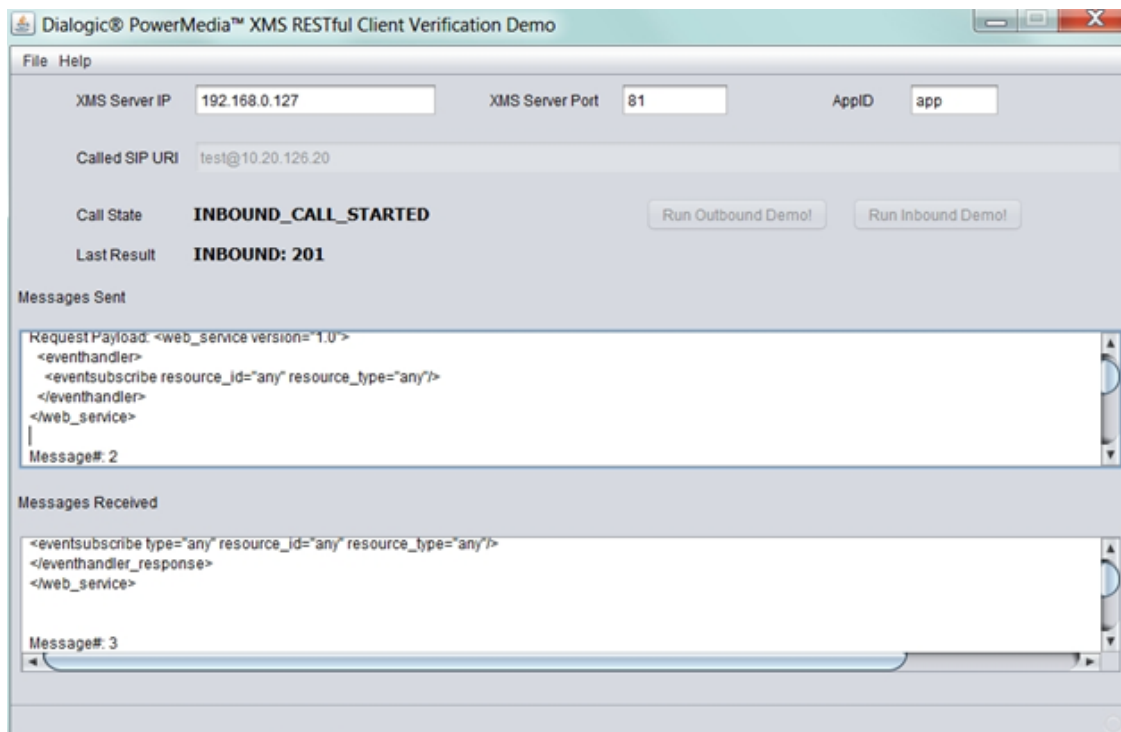 Dialogic® PowerMedia™ XMS RESTful Client Verification Demo
File Help
XMS Server IP 192.168.0.127 XMS Server Port 81 AppID app
Called SIP URI test@10.20.126.20
Call State INBOUND_CALL_STARTED Run Outbound Demo! Run Inbound Demo!
Last Result INBOUND: 201
Messages Sent
Request Payload: <web_service version="1.0">
<eventhandler>
<eventsubscribe resource_id="any" resource_type="any"/>
</eventhandler>
</web_service>
Message#: 2
Messages Received
<eventsubscribe type="any" resource_id="any" resource_type="any"/>
</eventhandler_response>
</web_service>
Message#: 3